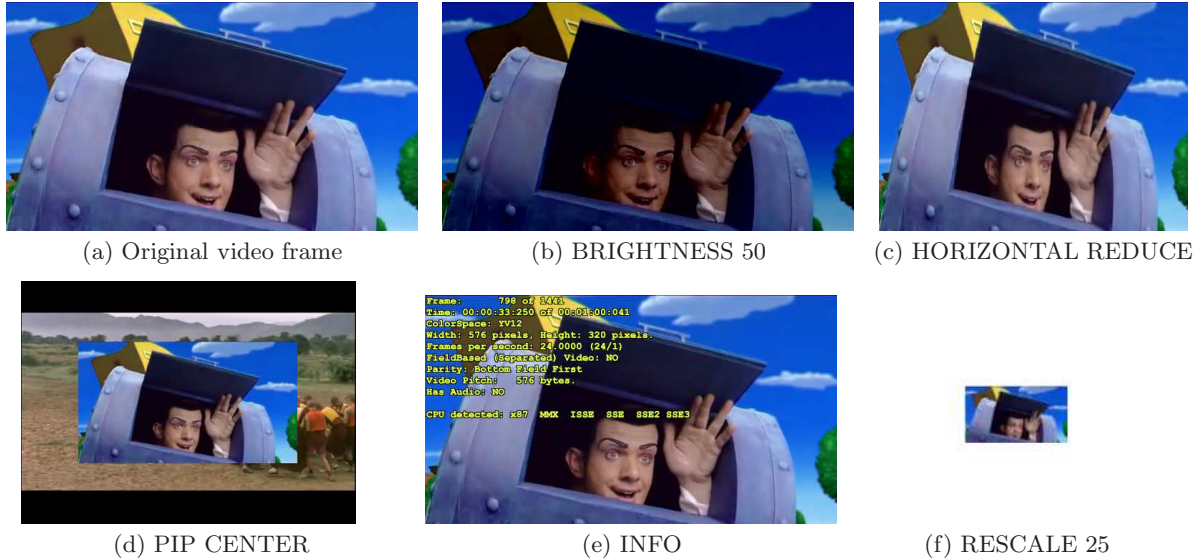 (a) Original video frame
(b) BRIGHTNESS 50
(c) HORIZONTAL REDUCE
Frame: 798 of 1441
Time: 00:00:33:250 of 00:01:00:041
ColorSpace: YV12
Width: 576 pixels, Height: 320 pixels.
Frames per second: 24.0000 (24/1)
FieldBased (Separated) Video: NO
Parity: Bottom Field First
Video Pitch: 576 bytes.
Has Audio: NO
CPU detected: x87 MMX ISSE SSE SSE2 SSE3
(d) PIP CENTER
(e) INFO
(f) RESCALE 25